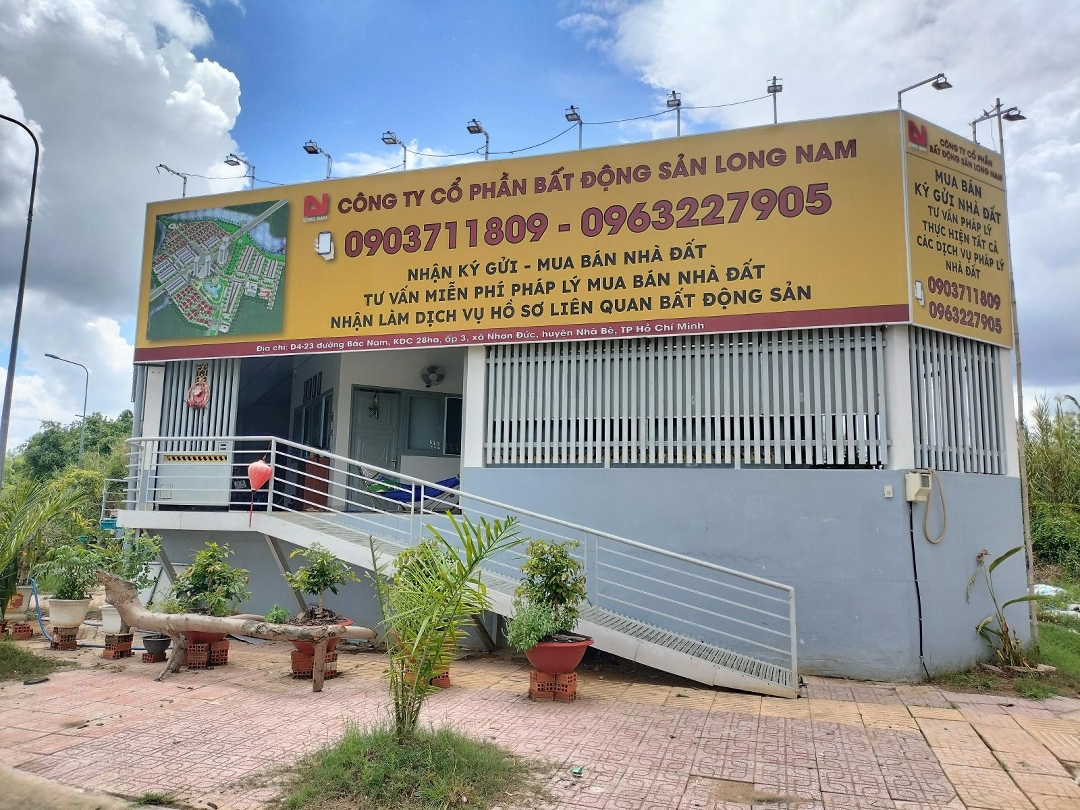 LONG NAM
CÔNG TY CỔ PHẦN BẤT ĐỘNG SẢN LONG NAM
0903711809 - 0963227905
NHẬN KÝ GỬI - MUA BÁN NHÀ ĐẤT
TƯ VẤN MIỄN PHÍ PHÁP LÝ MUA BÁN NHÀ ĐẤT
NHẬN LÀM DỊCH VỤ HỒ SƠ LIÊN QUAN BẤT ĐỘNG SẢN
Địa chỉ: D4-23 đường Bắc Nam, KDC 28ha, ấp 3, xã Nhơn Đức, huyện Nhà Bè, TP Hồ Chí Minh
CÔNG TY CỔ PHẦN
BẤT ĐỘNG SẢN LONG NAM
MUA BÁN
KÝ GỬI NHÀ ĐẤT
TƯ VẤN PHÁP LÝ
THỰC HIỆN TẤT CẢ
CÁC DỊCH VỤ PHÁP LÝ
NHÀ ĐẤT
0903711809
0963227905